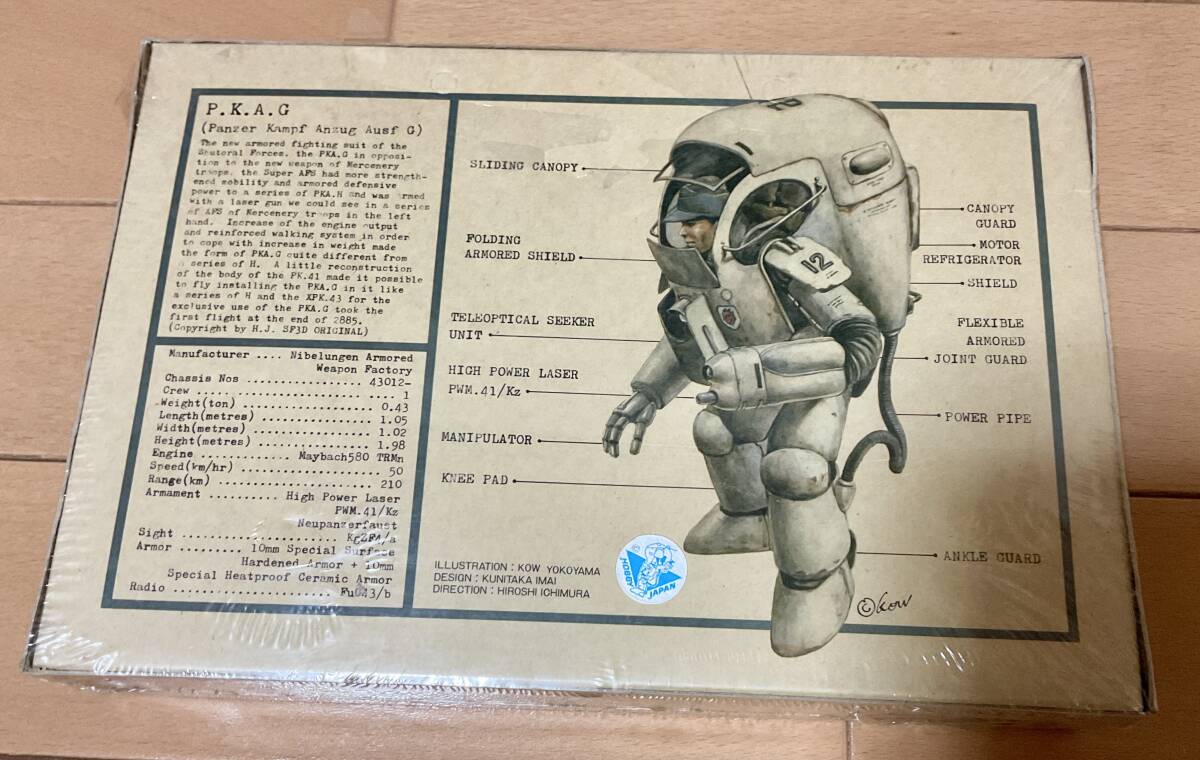 P.K.A.G
(Panzer Kampf Anzug Ausf G)
The new armored fighting suit of the
Shutoral Forces, the PKA.G in opposi-
tion to the new weapon of Mercenery
troops, the Super AFS had more strength-
ened mobility and armored defensive
power to a series of PKA.H and was armed
with a laser gun we could see in a series
of AFS of Mercenery troops in the left
hand. Increase of the engine output
and reinforced walking system in order
to cope with increase in weight made
the form of PKA.G quite different from
a series of H. A little reconstruction
of the body of the PK.41 made it possible
to fly installing the PKA.G in it like
a series of H and the XPK.43 for the
exclusive use of the PKA.G took the
first flight at the end of 2885.
(Copyright by H.J. SF3D ORIGINAL)
Manufacturer .... Nibelungen Armored
Weapon Factory
Chassis Nos ................ 43012-
Crew .... .................. .... 1
Weight(ton) ................. 0.43
Length(metres) .............. 1.05
Width(metres) ............... 1.02
Height(metres) .............. 1.98
Engine ............ Maybach580 TRMn
Speed(km/hr) .................. 50
Range(km) .................... 210
Armament .......... High Power Laser
PWM.41/Kz
Neupanzerfaust
Sight ...................... KgZF4/a
Armor ......... 10mm Special Surface
Hardened Armor + 10mm
Special Heatproof Ceramic Armor
Radio ...................... FuG43/b
SLIDING CANOPY
FOLDING
ARMORED SHIELD
TELEOPTICAL SEEKER
UNIT
HIGH POWER LASER
PWM.41/Kz
MANIPULATOR
KNEE PAD
CANOPY
GUARD
MOTOR
REFRIGERATOR
SHIELD
FLEXIBLE
ARMORED
JOINT GUARD
POWER PIPE
ANKLE GUARD
12
ILLUSTRATION : KOW YOKOYAMA
DESIGN : KUNITAKA IMAI
DIRECTION : HIROSHI ICHIMURA
HOBBY JAPAN
®
© Kow